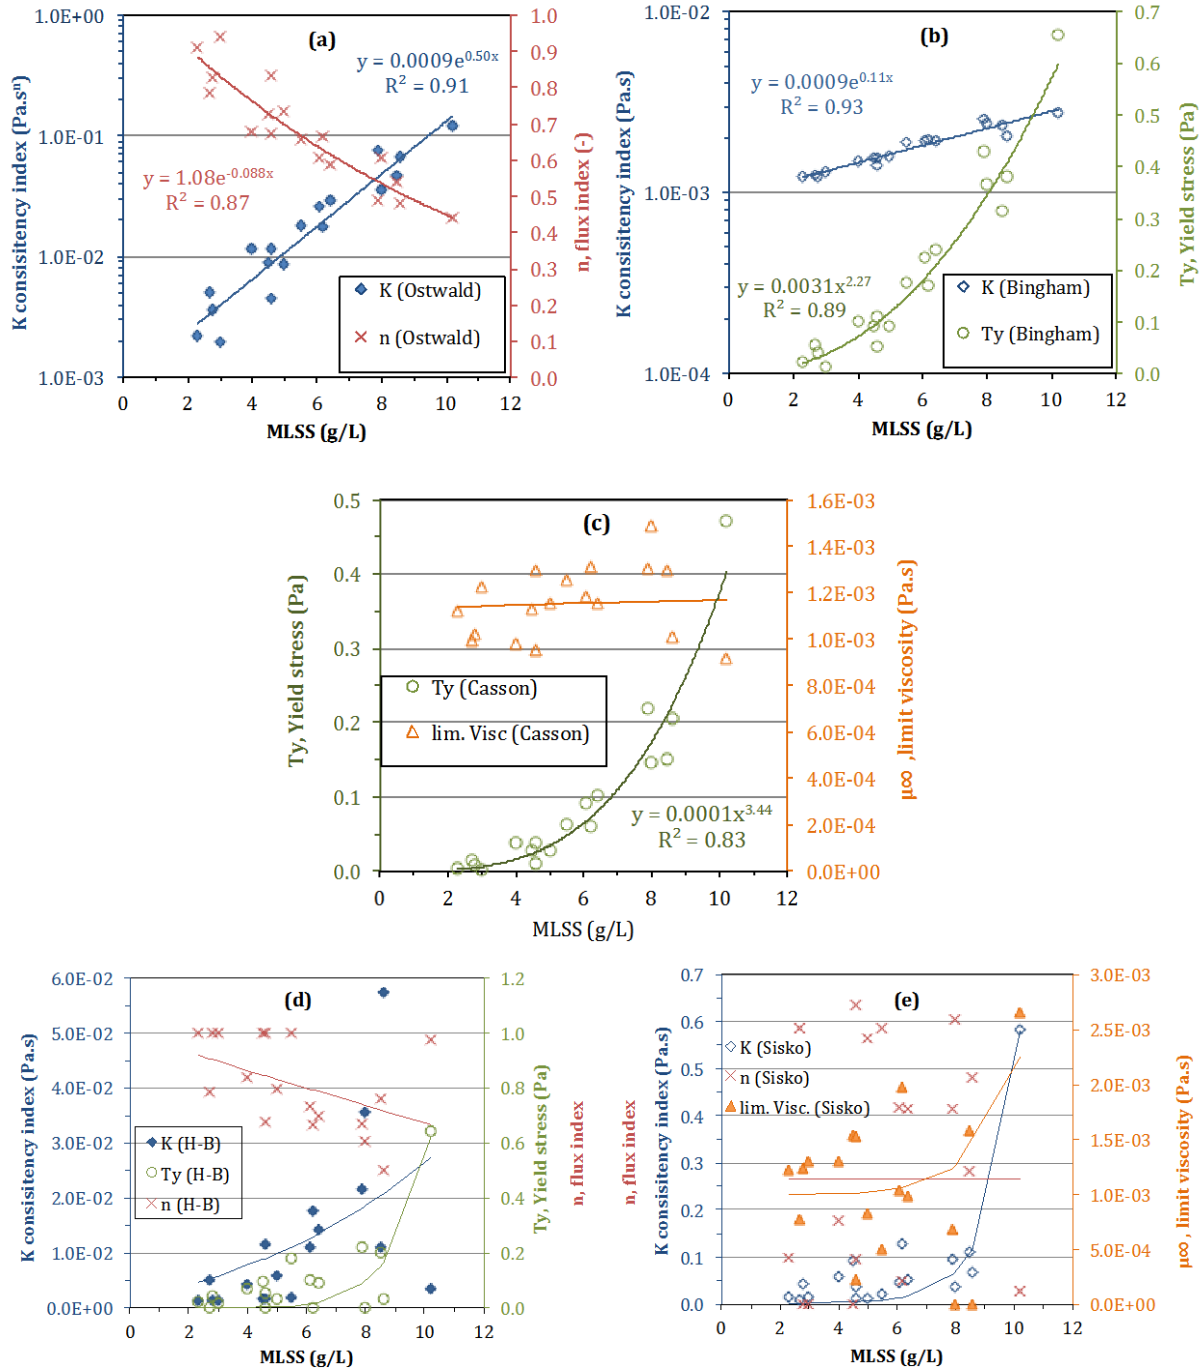 (a)
K consisitency index (Pa.sⁿ)
1.0E+00
1.0E-01
1.0E-02
1.0E-03
y = 0.0009e^0.50x
R² = 0.91
y = 1.08e^-0.088x
R² = 0.87
K (Ostwald)
n (Ostwald)
1.0
0.9
0.8
0.7
0.6
0.5
0.4
0.3
0.2
0.1
0.0
n, flux index (-)
0 2 4 6 8 10 12
MLSS (g/L)
(b)
K consisitency index (Pa.s)
1.0E-02
1.0E-03
1.0E-04
y = 0.0009e^0.11x
R² = 0.93
y = 0.0031x^2.27
R² = 0.89
K (Bingham)
Ty (Bingham)
0.7
0.6
0.5
0.4
0.3
0.2
0.1
0.0
Ty, Yield stress (Pa)
0 2 4 6 8 10 12
MLSS (g/L)
(c)
Ty, Yield stress (Pa)
0.5
0.4
0.3
0.2
0.1
0.0
Ty (Casson)
lim. Visc (Casson)
y = 0.0001x^3.44
R² = 0.83
1.6E-03
1.4E-03
1.2E-03
1.0E-03
8.0E-04
6.0E-04
4.0E-04
2.0E-04
0.0E+00
μ∞ ,limit viscosity (Pa.s)
0 2 4 6 8 10 12
MLSS (g/L)
(d)
K consisitency index (Pa.s)
6.0E-02
5.0E-02
4.0E-02
3.0E-02
2.0E-02
1.0E-02
0.0E+00
K (H-B)
Ty (H-B)
n (H-B)
1.2
1.0
0.8
0.6
0.4
0.2
0.0
Ty, Yield stress (Pa)
n, flux index
0 2 4 6 8 10 12
MLSS (g/L)
(e)
n, flux index
K consisitency index (Pa.s)
0.7
0.6
0.5
0.4
0.3
0.2
0.1
0.0
K (Sisko)
n (Sisko)
lim. Visc. (Sisko)
3.0E-03
2.5E-03
2.0E-03
1.5E-03
1.0E-03
5.0E-04
0.0E+00
μ∞ ,limit viscosity (Pa.s)
0 2 4 6 8 10 12
MLSS (g/L)